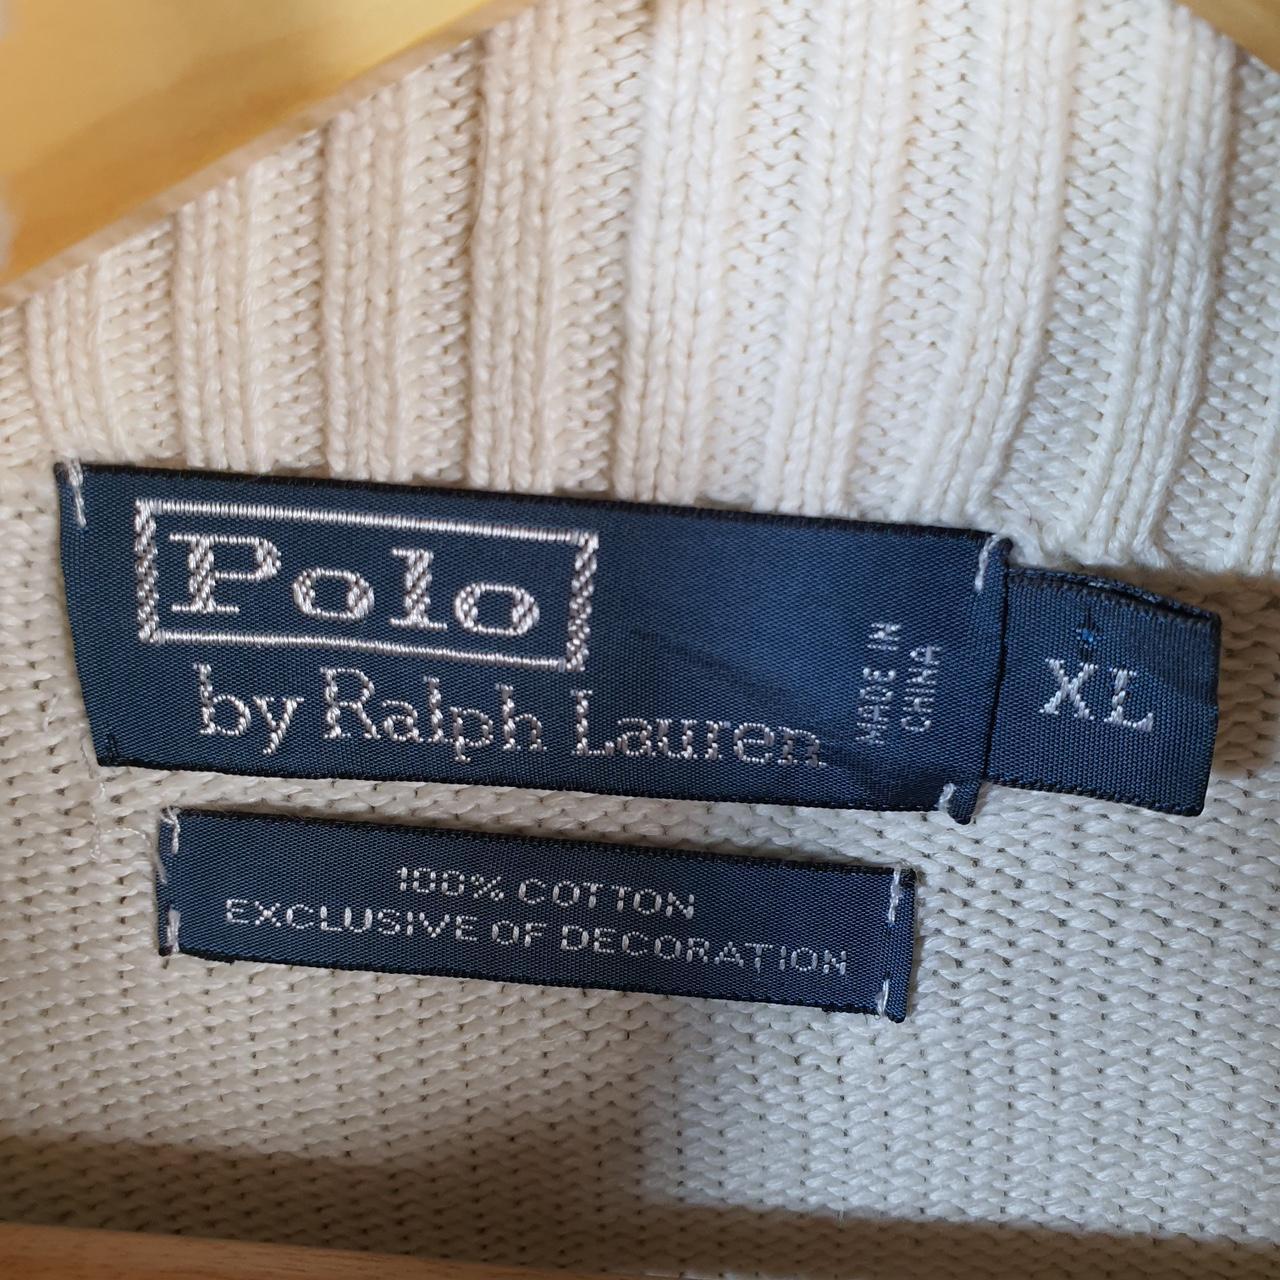 Polo
by Ralph Lauren
MADE IN
CHINA
XL
100% COTTON
EXCLUSIVE OF DECORATION